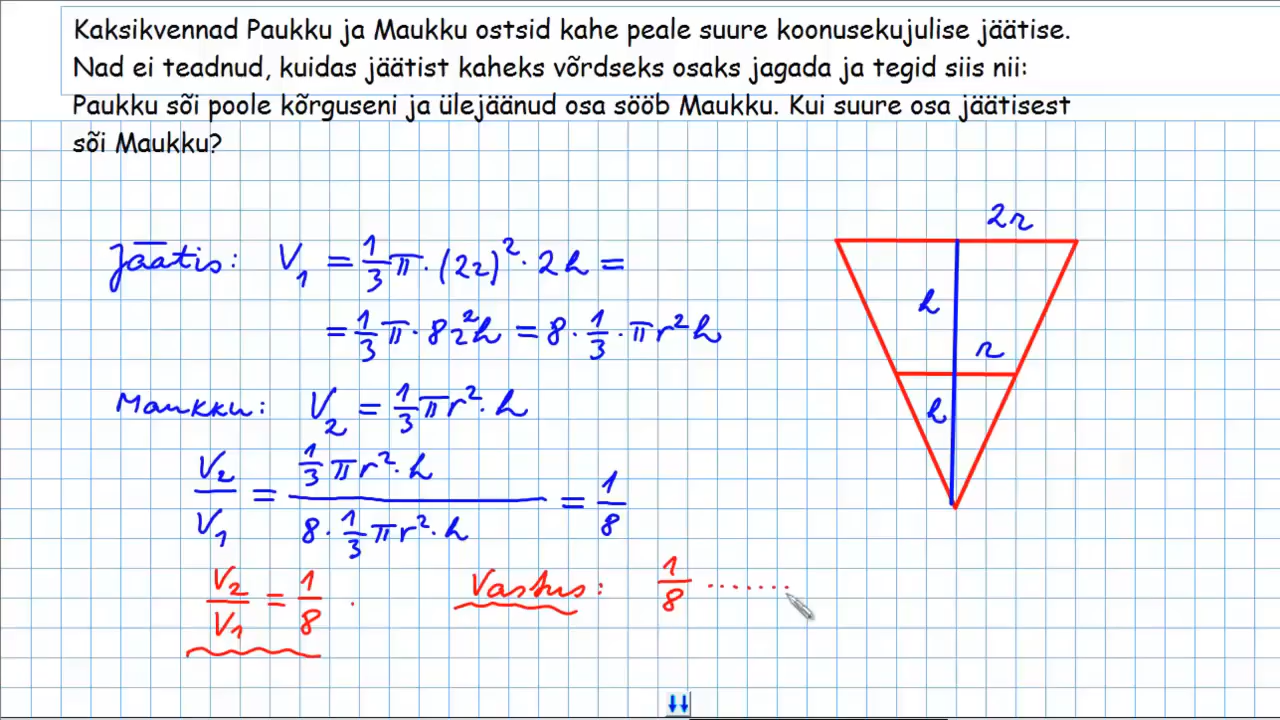 Kaksikvennad Paukku ja Maukku ostsid kahe peale suure koonusekujulise jäätise.
Nad ei teadnud, kuidas jäätist kaheks võrdseks osaks jagada ja tegid siis nii:
Paukku sõi poole kõrguseni ja ülejäänud osa sööb Maukku. Kui suure osa jäätisest
sõi Maukku?
2r
Jäätis: V₁ = 1/3 π · (2r)² · 2h =
h
= 1/3 π · 8r²h = 8 · 1/3 · πr²h
r
Maukku: V₂ = 1/3 πr² · h
h
V₂/V₁ = (1/3 πr² · h)/(8 · 1/3 πr² · h) = 1/8
V₂/V₁ = 1/8 . Vastus: 1/8 .......